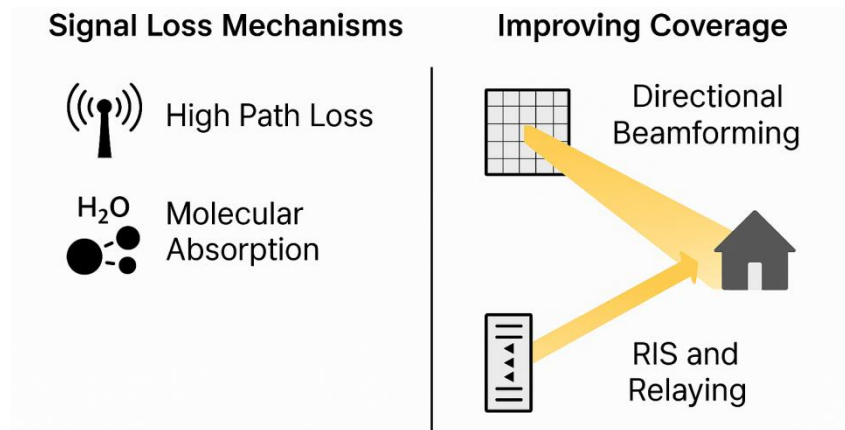 Signal Loss Mechanisms
High Path Loss
H₂O
Molecular
Absorption
Improving Coverage
Directional
Beamforming
RIS and
Relaying